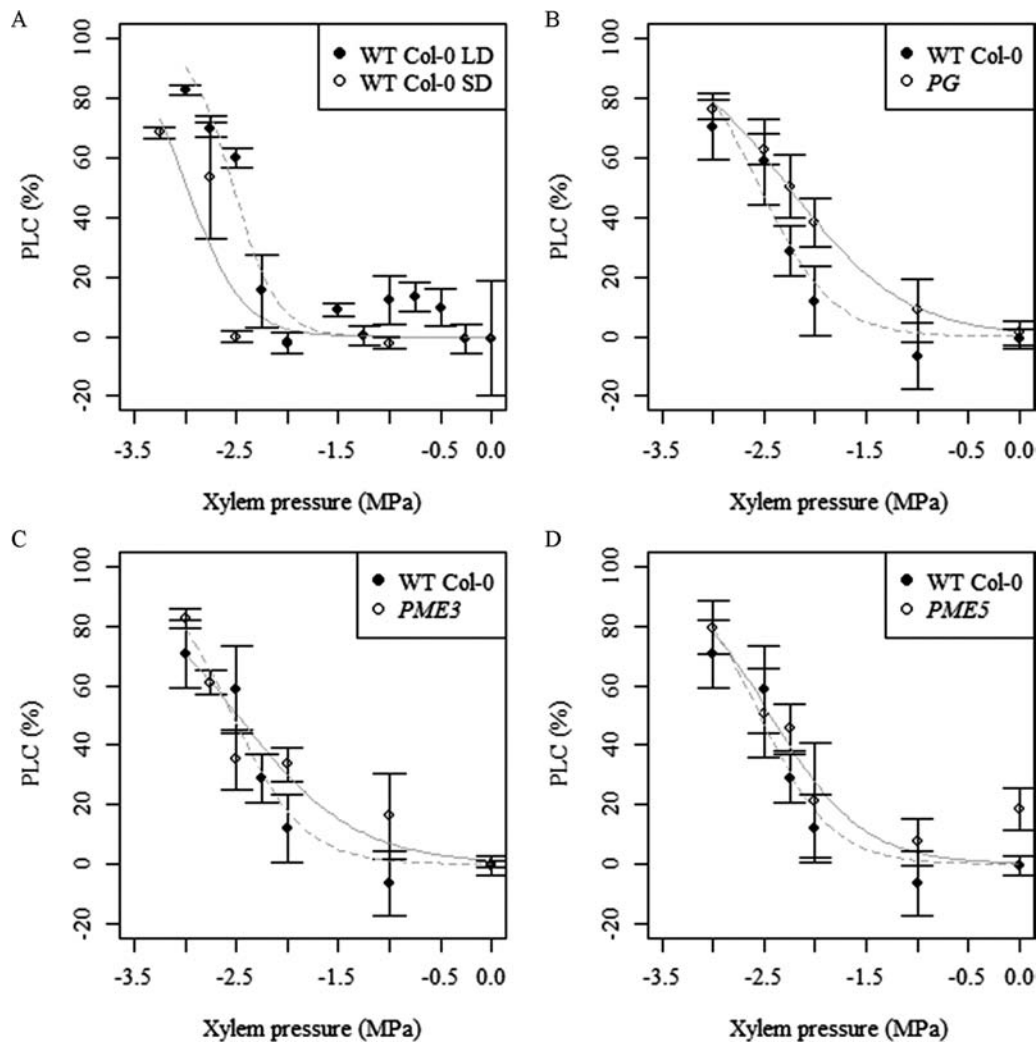 A
B
WT Col-0 LD
WT Col-0 SD
WT Col-0
PG
PLC (%)
PLC (%)
100
80
60
40
20
0
-20
100
80
60
40
20
0
-20
-3.5 -2.5 -1.5 -0.5 0.0
-3.5 -2.5 -1.5 -0.5 0.0
Xylem pressure (MPa)
Xylem pressure (MPa)
C
D
WT Col-0
PME3
WT Col-0
PME5
PLC (%)
PLC (%)
100
80
60
40
20
0
-20
100
80
60
40
20
0
-20
-3.5 -2.5 -1.5 -0.5 0.0
-3.5 -2.5 -1.5 -0.5 0.0
Xylem pressure (MPa)
Xylem pressure (MPa)